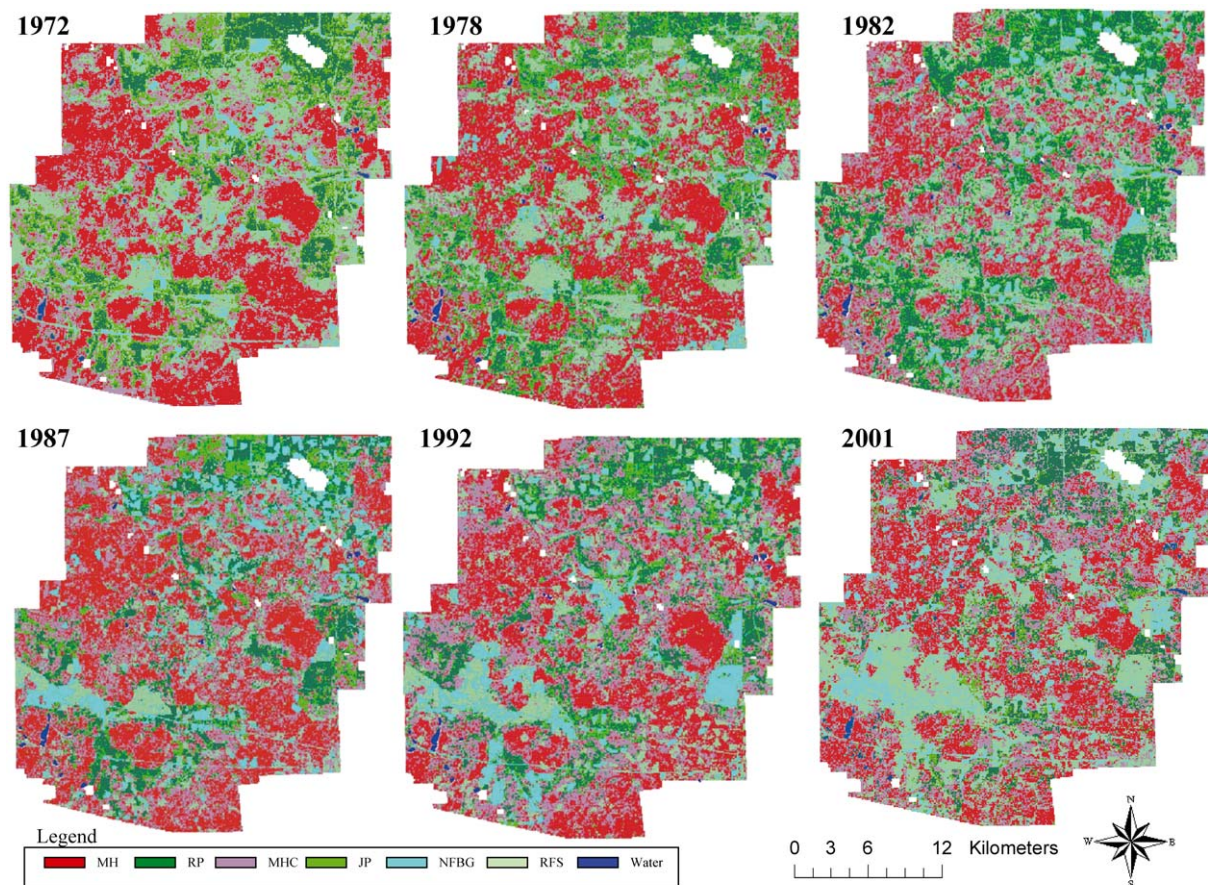 1972
1978
1982
1987
1992
2001
Legend
MH RP MHC JP NFBG RFS Water
0 3 6 12 Kilometers
N
W E
S